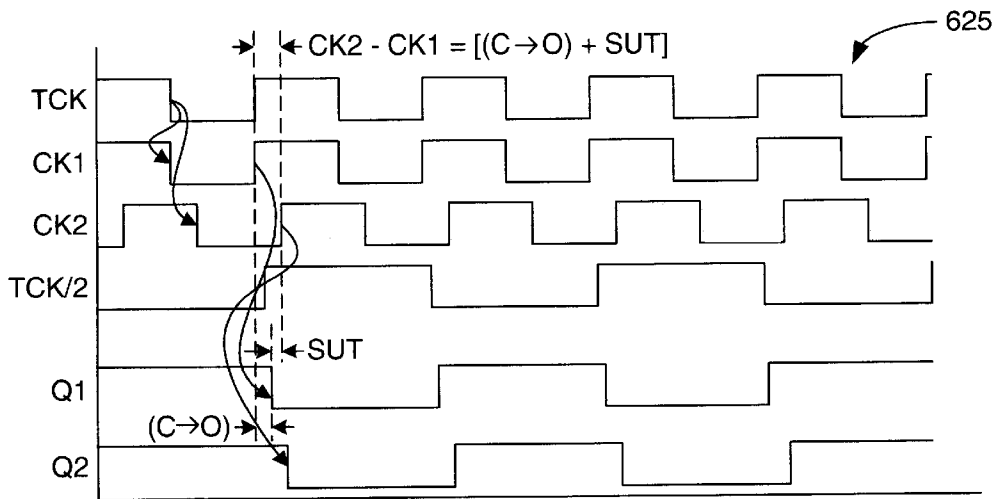 625
CK2 - CK1 = [(C→O) + SUT]
TCK
CK1
CK2
TCK/2
SUT
Q1
(C→O)
Q2